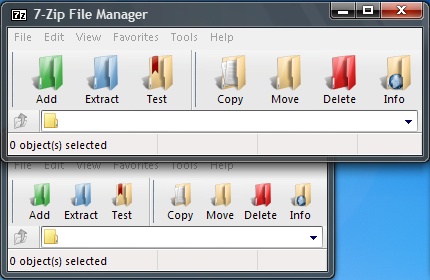 7-Zip File Manager
File Edit View Favorites Tools Help
Add Extract Test Copy Move Delete Info
0 object(s) selected
File Edit View Favorites Tools Help
Add Extract Test Copy Move Delete Info
0 object(s) selected